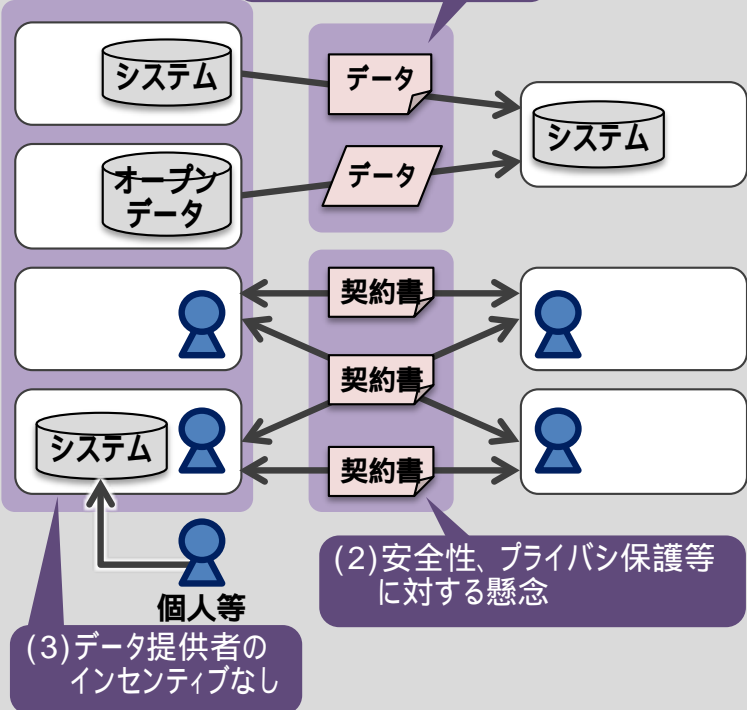 システム
データ
システム
オープン
データ
データ
契約書
契約書
システム
契約書
個人等
(2)安全性、プライバシ保護等
に対する懸念
(3)データ提供者の
インセンティブなし